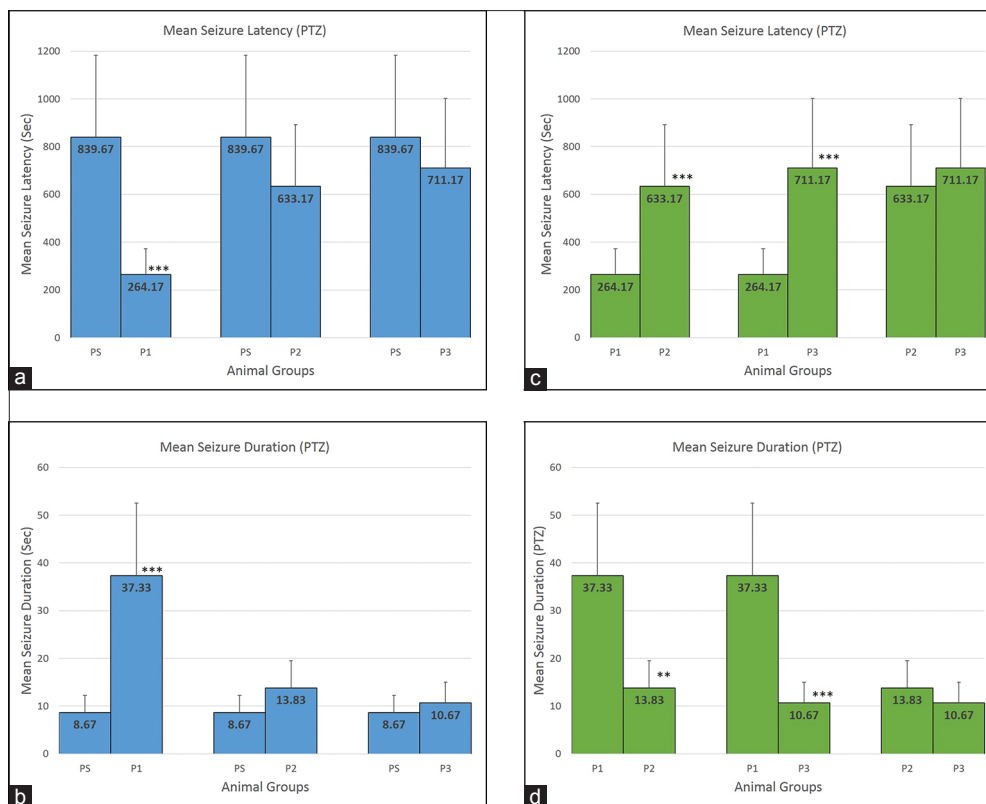 Mean Seizure Latency (PTZ)
Mean Seizure Latency (Sec)
1200
1000
800
600
400
200
0
839.67
***
264.17
839.67
633.17
839.67
711.17
PS P1 PS P2 PS P3
Animal Groups
a
Mean Seizure Latency (PTZ)
Mean Seizure Latency (Sec)
1200
1000
800
600
400
200
0
264.17
***
633.17
264.17
***
711.17
633.17
711.17
P1 P2 P1 P3 P2 P3
Animal Groups
c
Mean Seizure Duration (PTZ)
Mean Seizure Duration (Sec)
60
50
40
30
20
10
0
8.67
***
37.33
8.67
13.83
8.67
10.67
PS P1 PS P2 PS P3
Animal Groups
b
Mean Seizure Duration (PTZ)
Mean Seizure Duration (PTZ)
60
50
40
30
20
10
0
37.33
**
13.83
37.33
***
10.67
13.83
10.67
P1 P2 P1 P3 P2 P3
Animal Groups
d